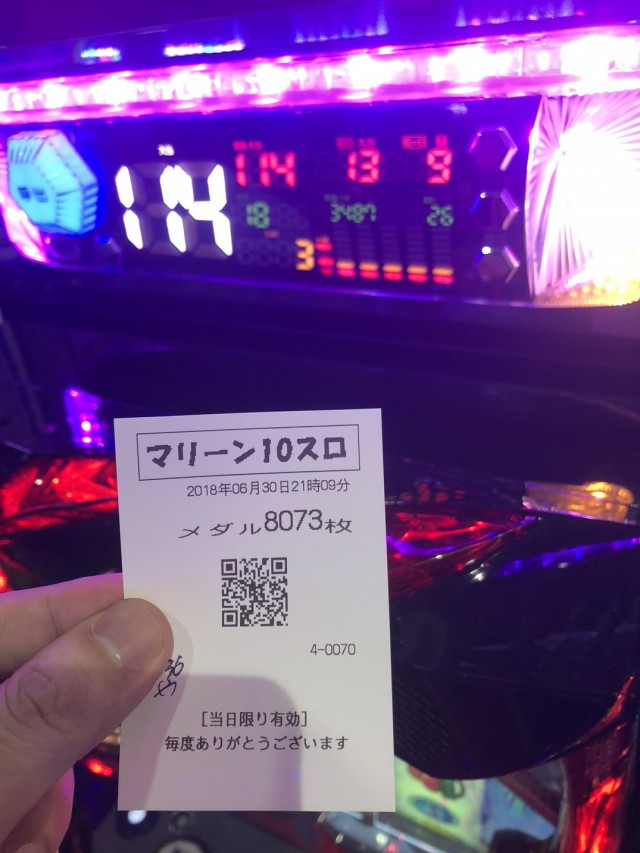 114
114
13
9
18
3487
26
3
マリーン10スロ
2018年06月30日21時09分
メダル8073枚
4-0070
[当日限り有効]
毎度ありがとうございます